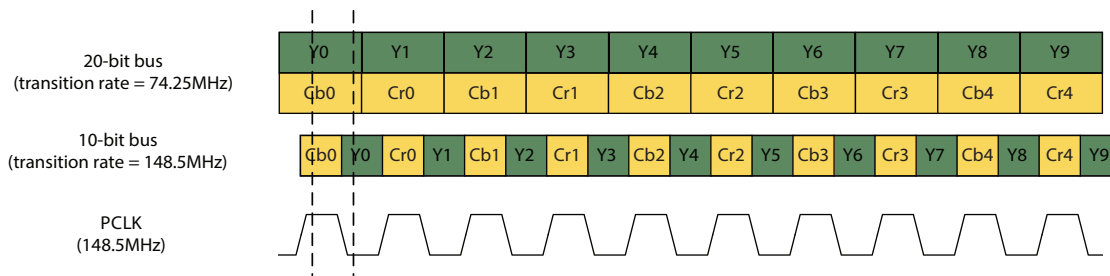 20-bit bus
(transition rate = 74.25MHz)
Y0 Y1 Y2 Y3 Y4 Y5 Y6 Y7 Y8 Y9
Cb0 Cr0 Cb1 Cr1 Cb2 Cr2 Cb3 Cr3 Cb4 Cr4
10-bit bus
(transition rate = 148.5MHz)
Cb0 Y0 Cr0 Y1 Cb1 Y2 Cr1 Y3 Cb2 Y4 Cr2 Y5 Cb3 Y6 Cr3 Y7 Cb4 Y8 Cr4 Y9
PCLK
(148.5MHz)